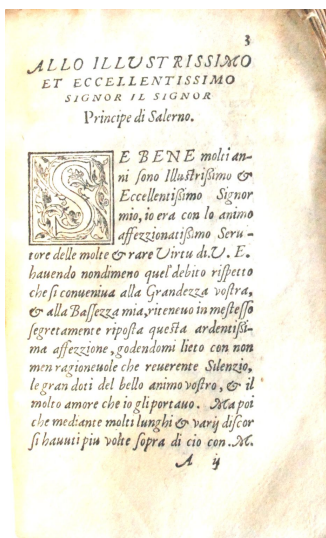 3
ALLO ILLUSTRISSIMO
ET ECCELLENTISSIMO
SIGNOR IL SIGNOR
Principe di Salerno.
SE BENE molti an-
ni sono Illustrißimo &
Eccellentißimo Signor
mio, io era con lo animo
affezzionatißimo Seru-
tore delle molte & rare Virtu di. V. E.
hauendo nondimeno quel debito rispetto
che si conueniua alla Grandezza vostra,
& alla Bassezza mia, riteneuo in me stesso
segretamente riposta questa ardentißi-
ma affezzione, godendomi lieto con non
men ragioneuole che reuerente Silenzio,
le gran doti del bello animo vostro, & il
molto amore che io gli portauo. Ma poi
che mediante molti lunghi & varij discor
si hauuti piu volte sopra di cio con. M.
A ij